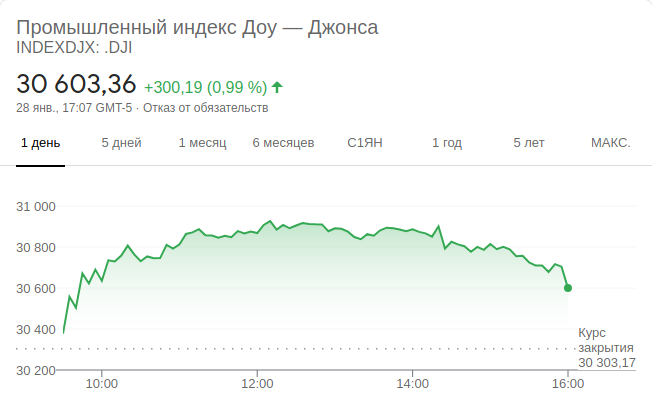 Промышленный индекс Доу — Джонса
INDEXDJX: .DJI
30 603,36 +300,19 (0,99 %)
28 янв., 17:07 GMT-5 · Отказ от обязательств
1 день 5 дней 1 месяц 6 месяцев С1ЯН 1 год 5 лет МАКС.
31 000
30 800
30 600
30 400
Курс
закрытия
30 303,17
30 200
10:00 12:00 14:00 16:00